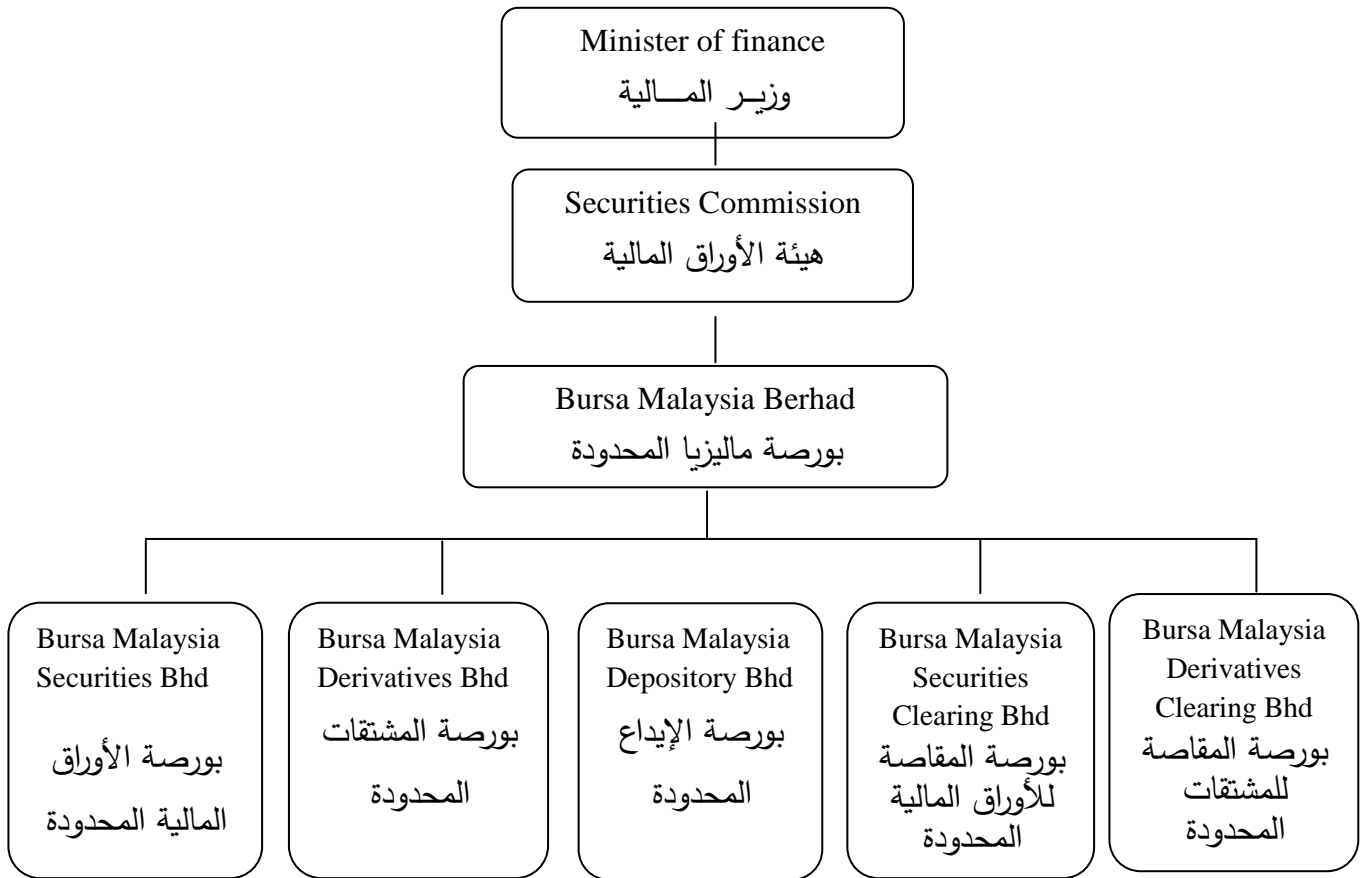 Minister of finance
وزيـر المـــالية
Securities Commission
هيئة الأوراق المالية
Bursa Malaysia Berhad
بورصة ماليزيا المحدودة
Bursa Malaysia
Securities Bhd
بورصة الأوراق
المالية المحدودة
Bursa Malaysia
Derivatives Bhd
بورصة المشتقات
المحدودة
Bursa Malaysia
Depository Bhd
بورصة الإيداع
المحدودة
Bursa Malaysia
Securities
Clearing Bhd
بورصة المقاصة
للأوراق المالية
المحدودة
Bursa Malaysia
Derivatives
Clearing Bhd
بورصة المقاصة
للمشتقات
المحدودة